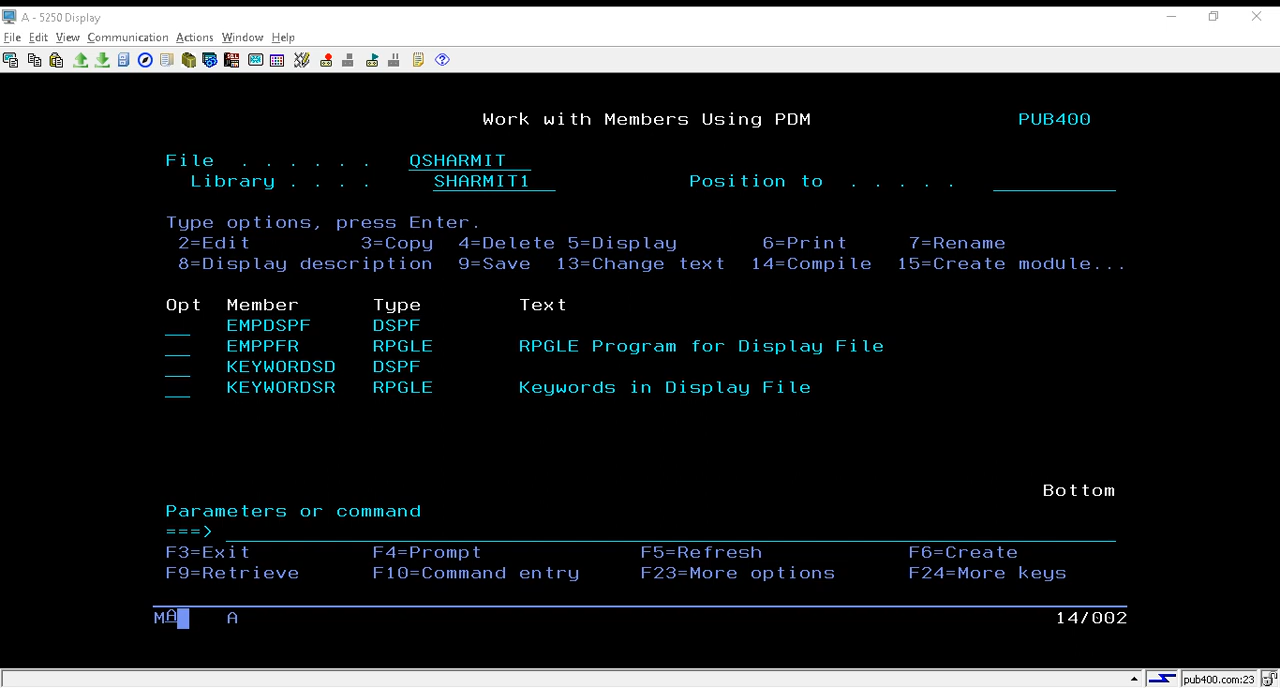 A - 5250 Display
File Edit View Communication Actions Window Help
Work with Members Using PDM PUB400
File . . . . . . QSHARMIT
Library . . . . SHARMIT1 Position to . . . . .
Type options, press Enter.
2=Edit 3=Copy 4=Delete 5=Display 6=Print 7=Rename
8=Display description 9=Save 13=Change text 14=Compile 15=Create module...
Opt Member Type Text
EMPDSPF DSPF
EMPPFR RPGLE RPGLE Program for Display File
KEYWORDSD DSPF
KEYWORDSR RPGLE Keywords in Display File
Bottom
Parameters or command
===>
F3=Exit F4=Prompt F5=Refresh F6=Create
F9=Retrieve F10=Command entry F23=More options F24=More keys
MA A 14/002
pub400.com:23